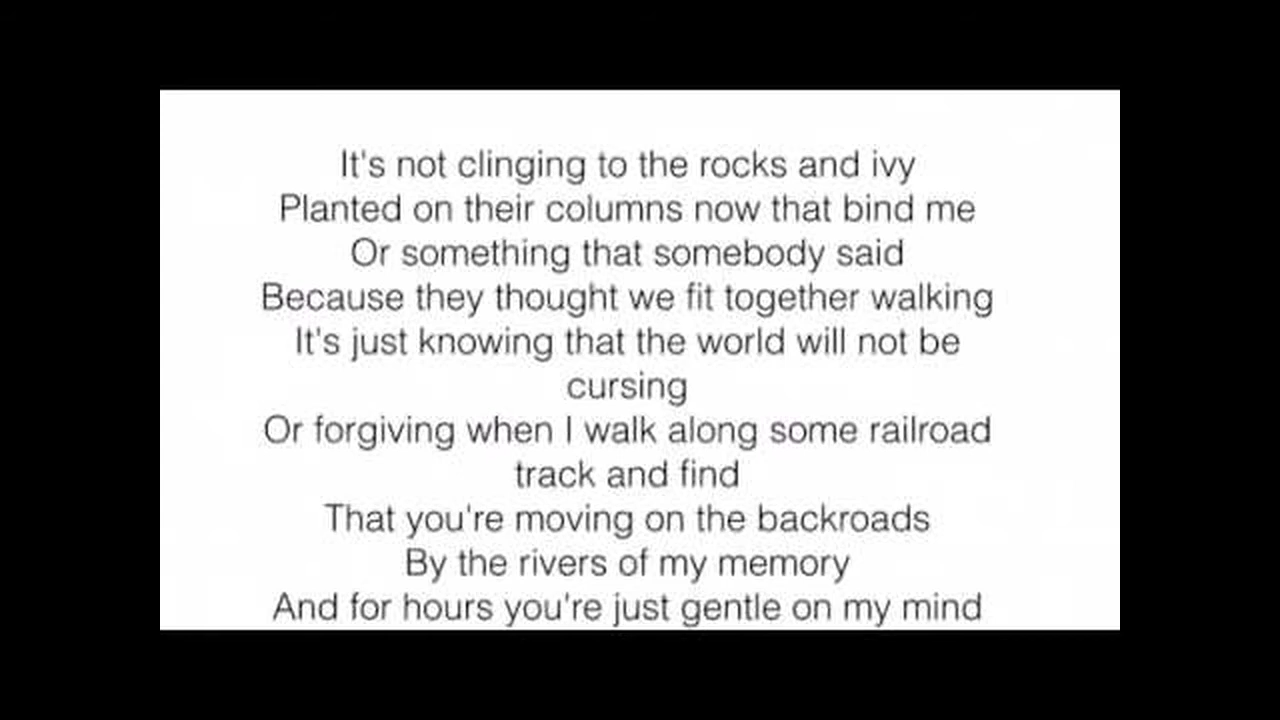 It's not clinging to the rocks and ivy
Planted on their columns now that bind me
Or something that somebody said
Because they thought we fit together walking
It's just knowing that the world will not be
cursing
Or forgiving when I walk along some railroad
track and find
That you're moving on the backroads
By the rivers of my memory
And for hours you're just gentle on my mind